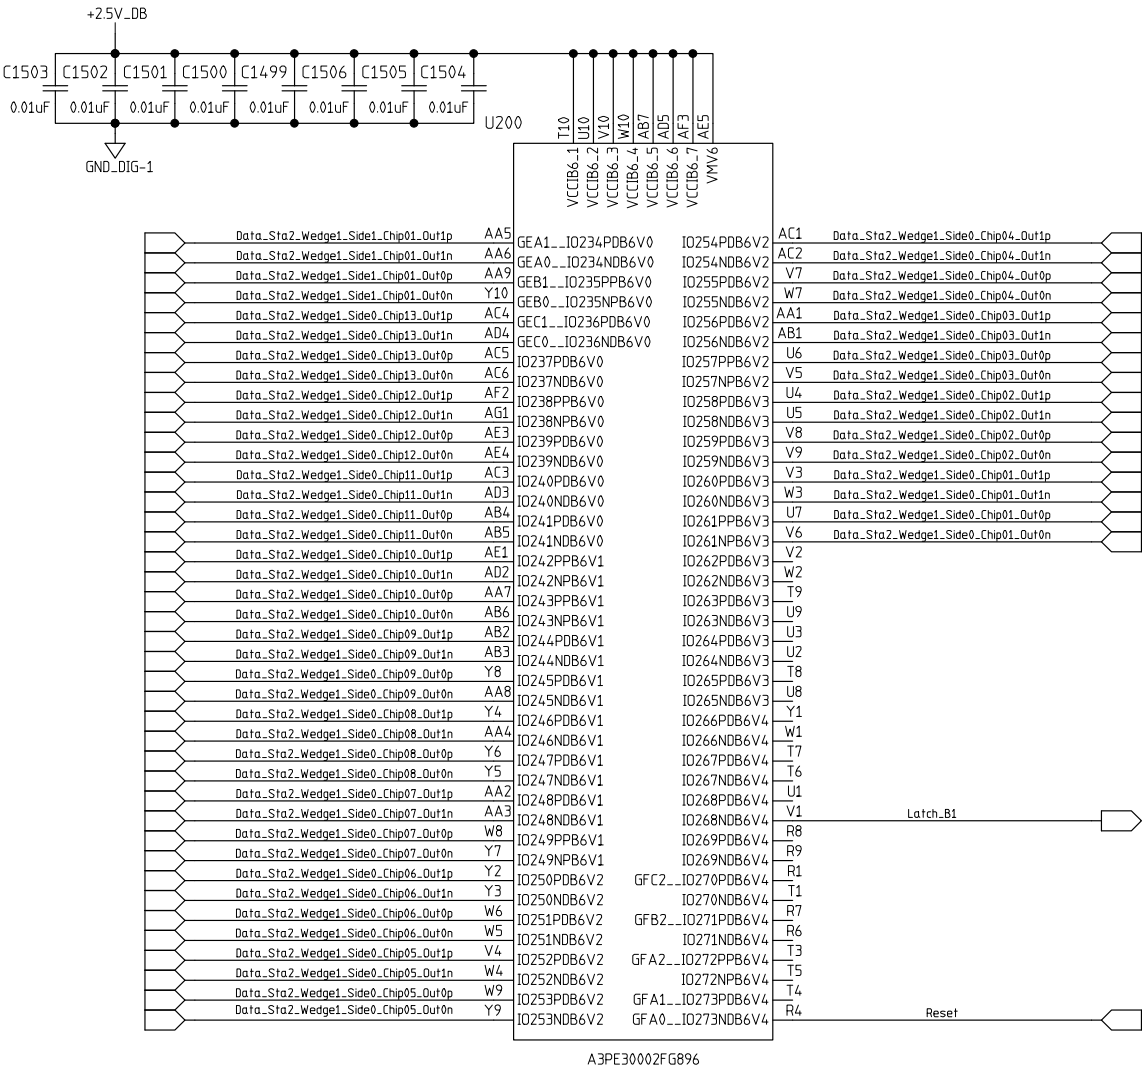 +2.5V_DB
C1503 C1502 C1501 C1500 C1499 C1506 C1505 C1504
0.01uF 0.01uF 0.01uF 0.01uF 0.01uF 0.01uF 0.01uF 0.01uF
GND_DIG-1
U200
T10 U10 V10 W10 AB7 AD5 AF3 AE5
VCCIB6_1 VCCIB6_2 VCCIB6_3 VCCIB6_4 VCCIB6_5 VCCIB6_6 VCCIB6_7 VMV6
Data_Sta2_Wedge1_Side1_Chip01_Out1p AA5 GEA1__IO234PDB6V0 IO254PDB6V2 AC1 Data_Sta2_Wedge1_Side0_Chip04_Out1p
Data_Sta2_Wedge1_Side1_Chip01_Out1n AA6 GEA0__IO234NDB6V0 IO254NDB6V2 AC2 Data_Sta2_Wedge1_Side0_Chip04_Out1n
Data_Sta2_Wedge1_Side1_Chip01_Out0p AA9 GEB1__IO235PPB6V0 IO255PDB6V2 V7 Data_Sta2_Wedge1_Side0_Chip04_Out0p
Data_Sta2_Wedge1_Side1_Chip01_Out0n Y10 GEB0__IO235NPB6V0 IO255NDB6V2 W7 Data_Sta2_Wedge1_Side0_Chip04_Out0n
Data_Sta2_Wedge1_Side0_Chip13_Out1p AC4 GEC1__IO236PDB6V0 IO256PDB6V2 AA1 Data_Sta2_Wedge1_Side0_Chip03_Out1p
Data_Sta2_Wedge1_Side0_Chip13_Out1n AD4 GEC0__IO236NDB6V0 IO256NDB6V2 AB1 Data_Sta2_Wedge1_Side0_Chip03_Out1n
Data_Sta2_Wedge1_Side0_Chip13_Out0p AC5 IO237PDB6V0 IO257PPB6V2 U6 Data_Sta2_Wedge1_Side0_Chip03_Out0p
Data_Sta2_Wedge1_Side0_Chip13_Out0n AC6 IO237NDB6V0 IO257NPB6V2 V5 Data_Sta2_Wedge1_Side0_Chip03_Out0n
Data_Sta2_Wedge1_Side0_Chip12_Out1p AF2 IO238PPB6V0 IO258PDB6V3 U4 Data_Sta2_Wedge1_Side0_Chip02_Out1p
Data_Sta2_Wedge1_Side0_Chip12_Out1n AG1 IO238NPB6V0 IO258NDB6V3 U5 Data_Sta2_Wedge1_Side0_Chip02_Out1n
Data_Sta2_Wedge1_Side0_Chip12_Out0p AE3 IO239PDB6V0 IO259PDB6V3 V8 Data_Sta2_Wedge1_Side0_Chip02_Out0p
Data_Sta2_Wedge1_Side0_Chip12_Out0n AE4 IO239NDB6V0 IO259NDB6V3 V9 Data_Sta2_Wedge1_Side0_Chip02_Out0n
Data_Sta2_Wedge1_Side0_Chip11_Out1p AC3 IO240PDB6V0 IO260PDB6V3 V3 Data_Sta2_Wedge1_Side0_Chip01_Out1p
Data_Sta2_Wedge1_Side0_Chip11_Out1n AD3 IO240NDB6V0 IO260NDB6V3 W3 Data_Sta2_Wedge1_Side0_Chip01_Out1n
Data_Sta2_Wedge1_Side0_Chip11_Out0p AB4 IO241PDB6V0 IO261PPB6V3 U7 Data_Sta2_Wedge1_Side0_Chip01_Out0p
Data_Sta2_Wedge1_Side0_Chip11_Out0n AB5 IO241NDB6V0 IO261NPB6V3 V6 Data_Sta2_Wedge1_Side0_Chip01_Out0n
Data_Sta2_Wedge1_Side0_Chip10_Out1p AE1 IO242PPB6V1 IO262PDB6V3 V2
Data_Sta2_Wedge1_Side0_Chip10_Out1n AD2 IO242NPB6V1 IO262NDB6V3 W2
Data_Sta2_Wedge1_Side0_Chip10_Out0p AA7 IO243PPB6V1 IO263PDB6V3 T9
Data_Sta2_Wedge1_Side0_Chip10_Out0n AB6 IO243NPB6V1 IO263NDB6V3 U9
Data_Sta2_Wedge1_Side0_Chip09_Out1p AB2 IO244PDB6V1 IO264PDB6V3 U3
Data_Sta2_Wedge1_Side0_Chip09_Out1n AB3 IO244NDB6V1 IO264NDB6V3 U2
Data_Sta2_Wedge1_Side0_Chip09_Out0p Y8 IO245PDB6V1 IO265PDB6V3 T8
Data_Sta2_Wedge1_Side0_Chip09_Out0n AA8 IO245NDB6V1 IO265NDB6V3 U8
Data_Sta2_Wedge1_Side0_Chip08_Out1p Y4 IO246PDB6V1 IO266PDB6V4 Y1
Data_Sta2_Wedge1_Side0_Chip08_Out1n AA4 IO246NDB6V1 IO266NDB6V4 W1
Data_Sta2_Wedge1_Side0_Chip08_Out0p Y6 IO247PDB6V1 IO267PDB6V4 T7
Data_Sta2_Wedge1_Side0_Chip08_Out0n Y5 IO247NDB6V1 IO267NDB6V4 T6
Data_Sta2_Wedge1_Side0_Chip07_Out1p AA2 IO248PDB6V1 IO268PDB6V4 U1
Data_Sta2_Wedge1_Side0_Chip07_Out1n AA3 IO248NDB6V1 IO268NDB6V4 V1 Latch_B1
Data_Sta2_Wedge1_Side0_Chip07_Out0p W8 IO249PPB6V1 IO269PDB6V4 R8
Data_Sta2_Wedge1_Side0_Chip07_Out0n Y7 IO249NPB6V1 IO269NDB6V4 R9
Data_Sta2_Wedge1_Side0_Chip06_Out1p Y2 IO250PDB6V2 GFC2__IO270PDB6V4 R1
Data_Sta2_Wedge1_Side0_Chip06_Out1n Y3 IO250NDB6V2 IO270NDB6V4 T1
Data_Sta2_Wedge1_Side0_Chip06_Out0p W6 IO251PDB6V2 GFB2__IO271PDB6V4 R7
Data_Sta2_Wedge1_Side0_Chip06_Out0n W5 IO251NDB6V2 IO271NDB6V4 R6
Data_Sta2_Wedge1_Side0_Chip05_Out1p V4 IO252PDB6V2 GFA2__IO272PPB6V4 T3
Data_Sta2_Wedge1_Side0_Chip05_Out1n W4 IO252NDB6V2 IO272NPB6V4 T5
Data_Sta2_Wedge1_Side0_Chip05_Out0p W9 IO253PDB6V2 GFA1__IO273PDB6V4 T4
Data_Sta2_Wedge1_Side0_Chip05_Out0n Y9 IO253NDB6V2 GFA0__IO273NDB6V4 R4 Reset
A3PE30002FG896